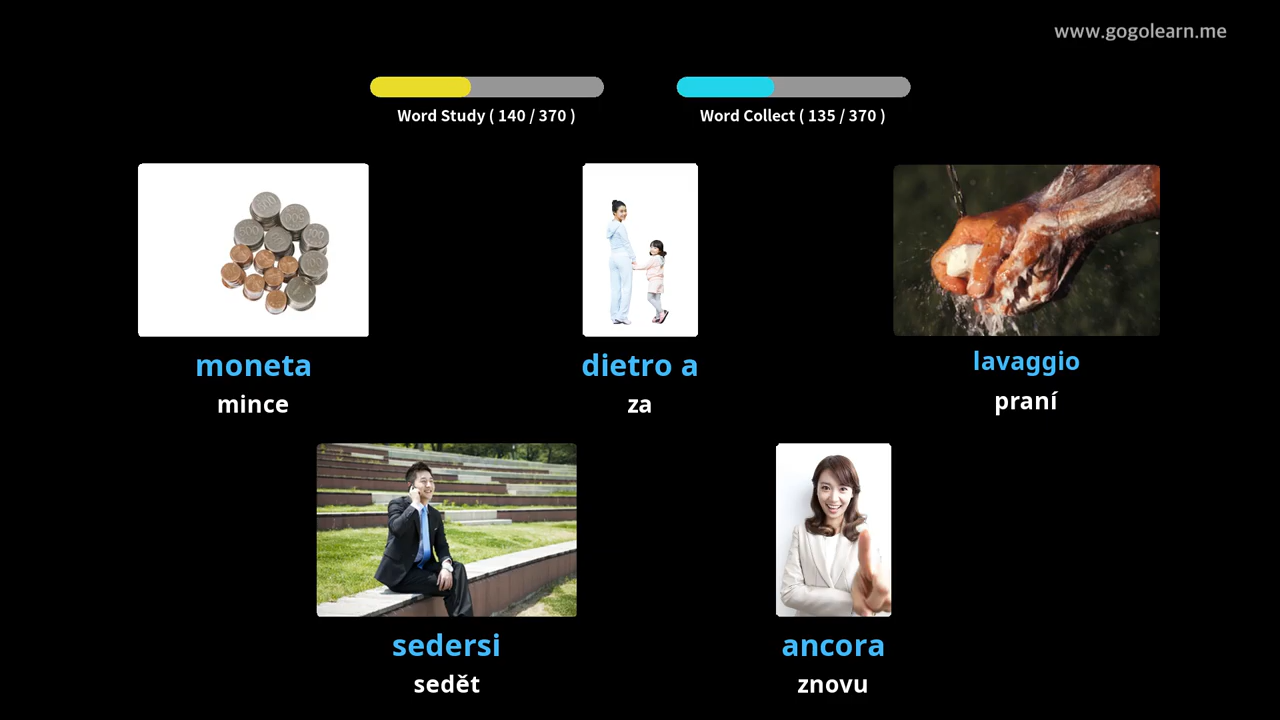 www.gogolearn.me
Word Study ( 140 / 370 )
Word Collect ( 135 / 370 )
moneta
mince
dietro a
za
lavaggio
praní
sedersi
sedět
ancora
znovu